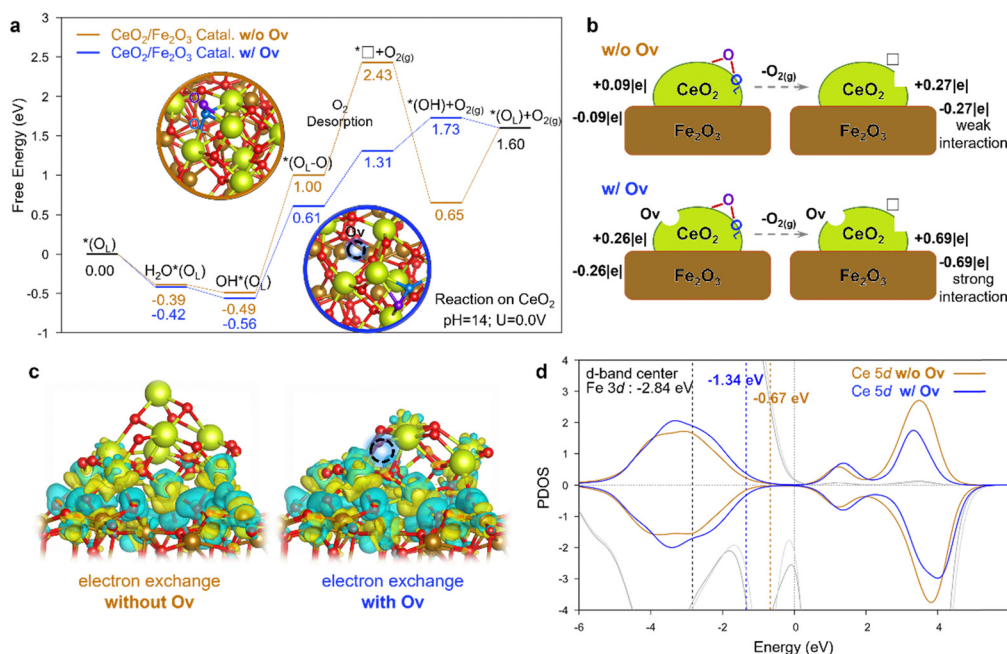 a
CeO2/Fe2O3 Catal. w/o Ov
CeO2/Fe2O3 Catal. w/ Ov
*□+O2(g)
2.43
O2
Desorption
*(OH)+O2(g)
1.73
*(OL)+O2(g)
1.60
*(OL-O)
1.00
1.31
0.61
0.65
*(OL)
0.00
H2O*(OL)
-0.39
-0.42
OH*(OL)
-0.49
-0.56
Ov
Reaction on CeO2
pH=14; U=0.0V
Free Energy (eV)
3
2.5
2
1.5
1
0.5
0
-0.5
-1
b
w/o Ov
+0.09|e|
-0.09|e|
O
O
CeO2
Fe2O3
-O2(g)
□
CeO2
Fe2O3
+0.27|e|
-0.27|e|
weak
interaction
w/ Ov
Ov
+0.26|e|
-0.26|e|
O
O
CeO2
Fe2O3
-O2(g)
Ov
□
CeO2
Fe2O3
+0.69|e|
-0.69|e|
strong
interaction
c
electron exchange
without Ov
electron exchange
with Ov
d
d-band center
Fe 3d : -2.84 eV
-1.34 eV
-0.67 eV
Ce 5d w/o Ov
Ce 5d w/ Ov
PDOS
4
3
2
1
0
-1
-2
-3
-4
-6
-4
-2
0
2
4
Energy (eV)